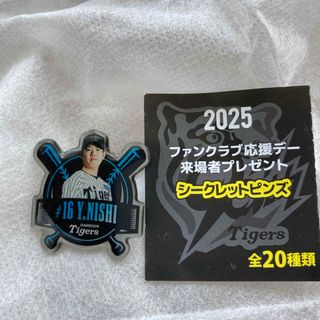 #16 Y.NISHI
HANSHIN
Tigers
2025
ファンクラブ応援デー
来場者プレゼント
シークレットピンズ
Tigers
全20種類